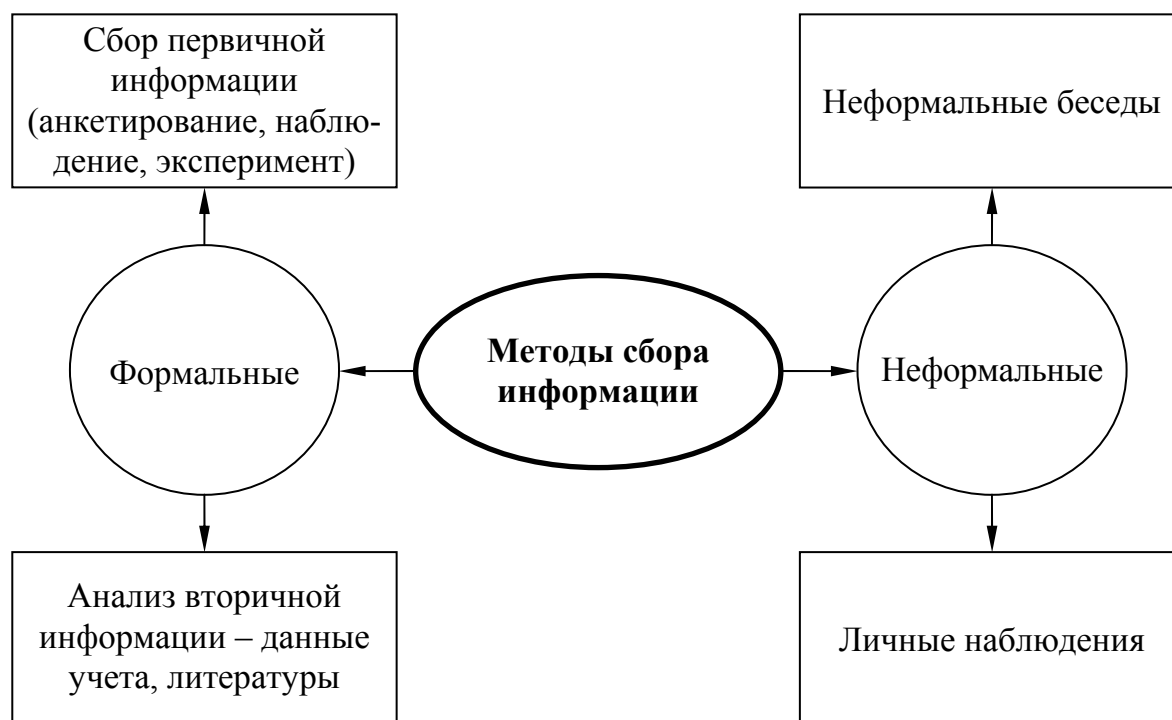 Сбор первичной
информации
(анкетирование, наблю-
дение, эксперимент)
Неформальные беседы
Формальные
Методы сбора
информации
Неформальные
Анализ вторичной
информации – данные
учета, литературы
Личные наблюдения